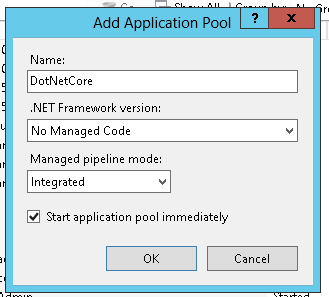 Add Application Pool
?
Name:
DotNetCore
.NET Framework version:
No Managed Code
Managed pipeline mode:
Integrated
Start application pool immediately
OK
Cancel
Started